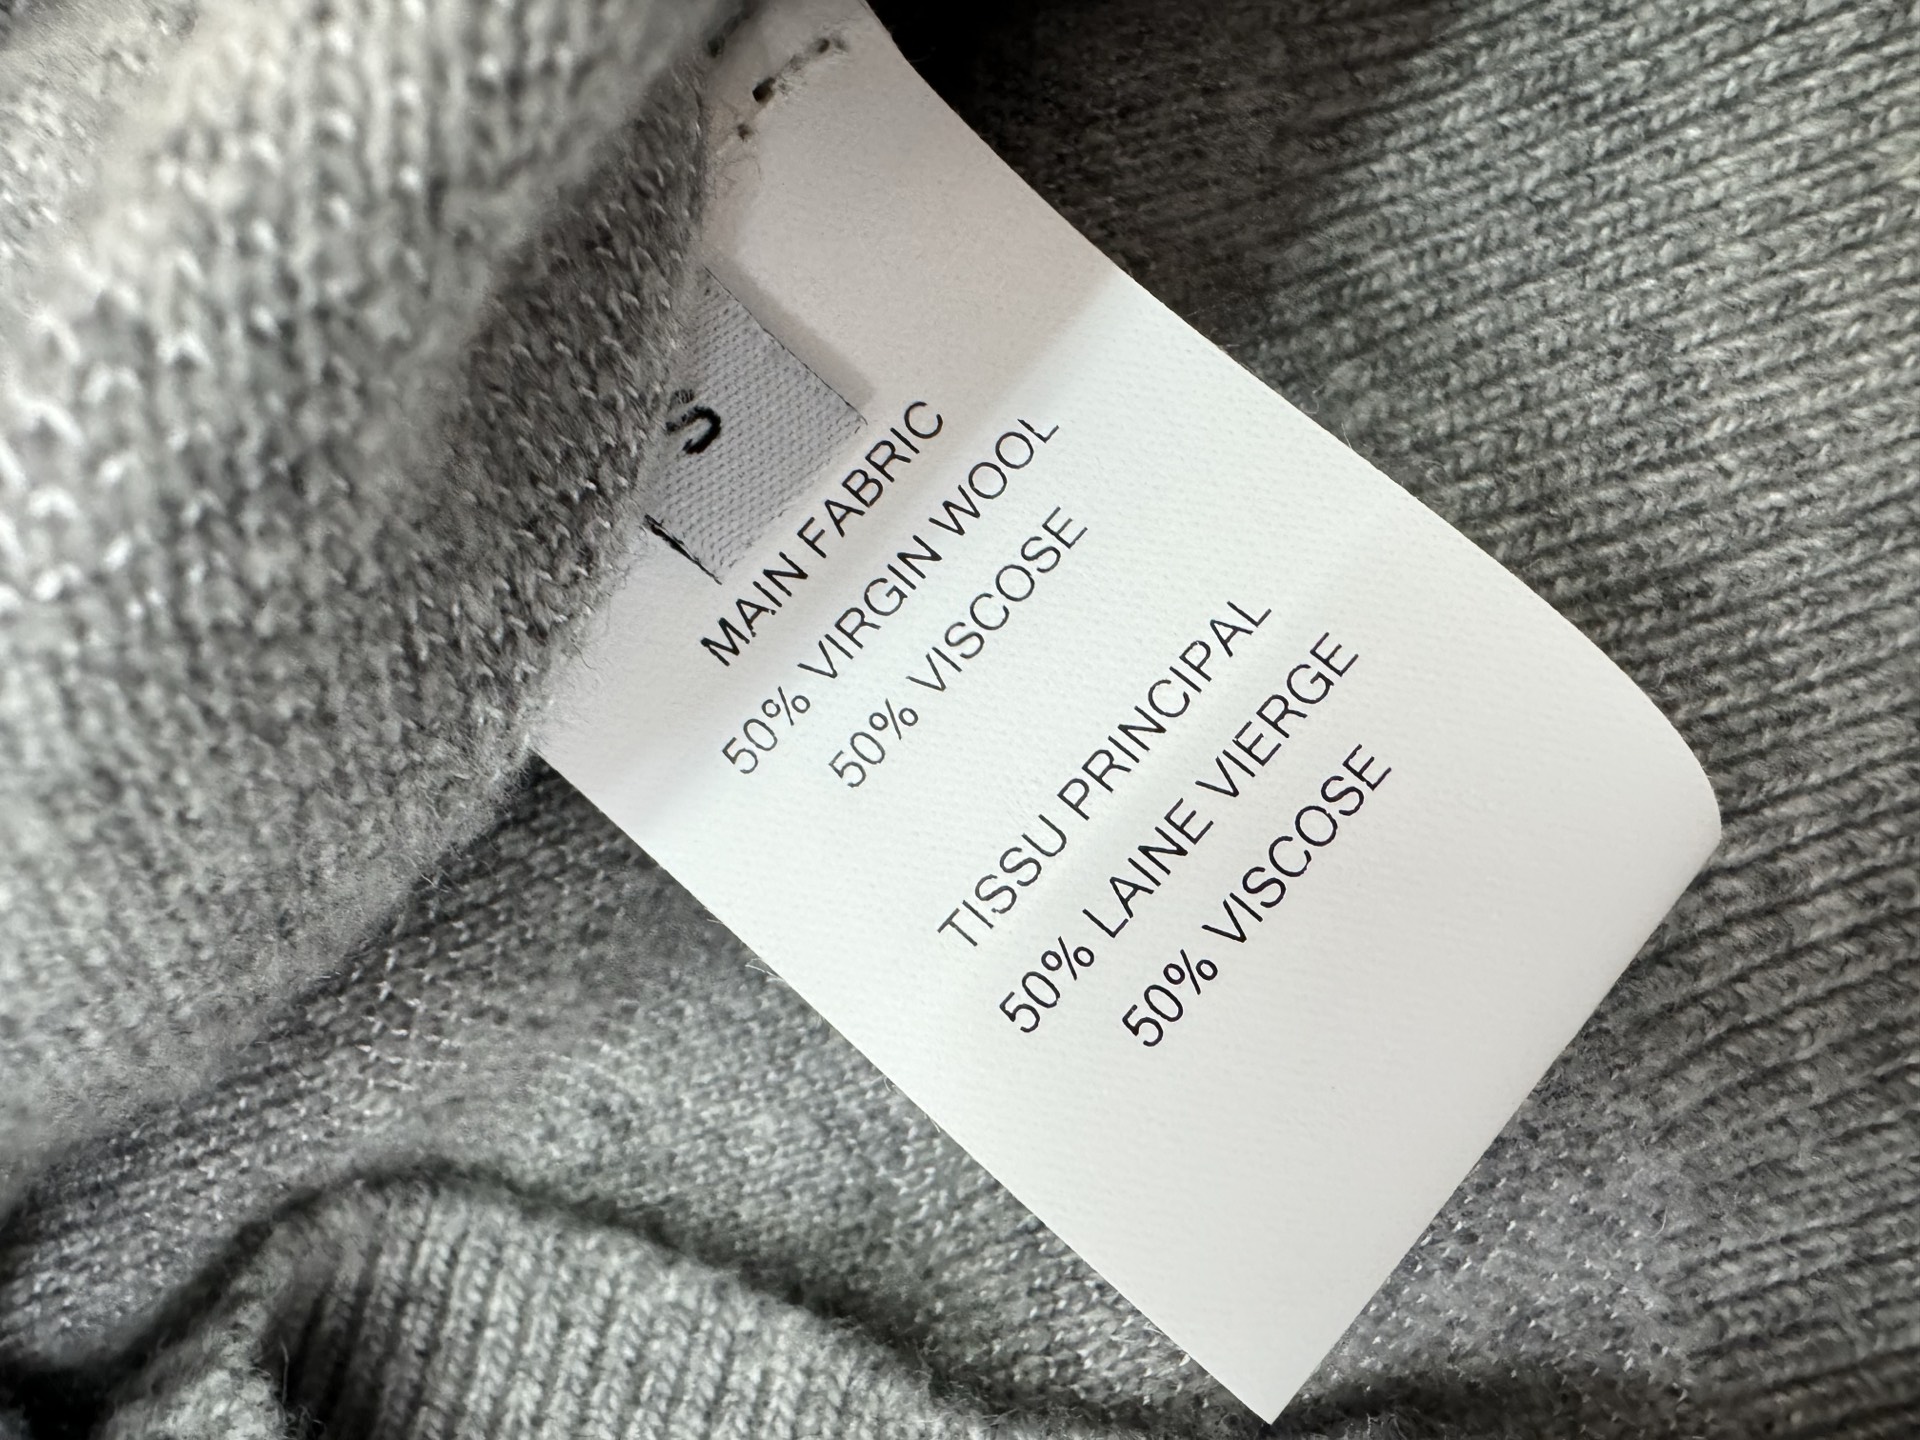 S
MAIN FABRIC
50% VIRGIN WOOL
50% VISCOSE
TISSU PRINCIPAL
50% LAINE VIERGE
50% VISCOSE